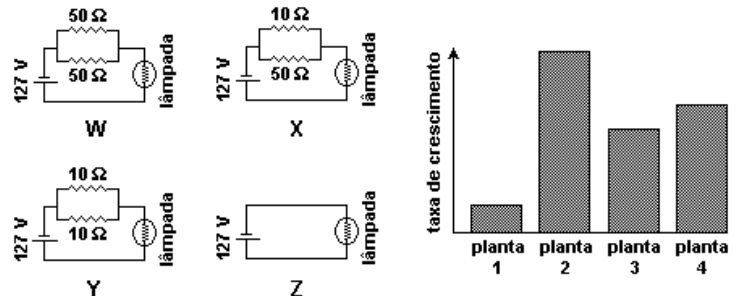 50 Ω
50 Ω
127 V
lâmpada
W
10 Ω
50 Ω
127 V
lâmpada
X
10 Ω
10 Ω
127 V
lâmpada
Y
127 V
lâmpada
Z
taxa de crescimento
planta 1
planta 2
planta 3
planta 4